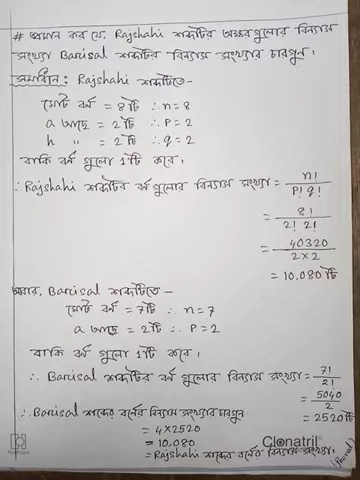 # প্রমান কর যে, Rajshahi শব্দটির অক্ষরগুলোর বিন্যাস
সংখ্যা Barisal শব্দটির বিন্যাস সংখ্যার চারগুন।
সমাধান: Rajshahi শব্দটিতে-
মোট বর্ন = ৪টি ∴ n = 8
a আছে = 2টি ∴ P = 2
h " = 2টি ∴ q = 2
বাকি বর্ন গুলো 1টি করে।
∴ Rajshahi শব্দটির বর্ন গুলোর বিন্যাস সংখ্যা = n! / P! q!
= 8! / 2! 2!
= 40320 / 2 × 2
= 10,080টি
আবার, Barisal শব্দটিতে –
মোট বর্ন = 7টি ∴ n = 7
a আছে = 2টি ∴ P = 2
বাকি বর্ন গুলো 1টি করে।
∴ Barisal শব্দটির বর্ন গুলোর বিন্যাস সংখ্যা = 7! / 2!
= 5040 / 2
= 2520টি
∴ Barisal শব্দের বর্নের বিন্যাস সংখ্যার চারগুন
= 4×2520
= 10,080
= Rajshahi শব্দের বর্নের বিন্যাস সংখ্যা।
(Proved)
Clonatril